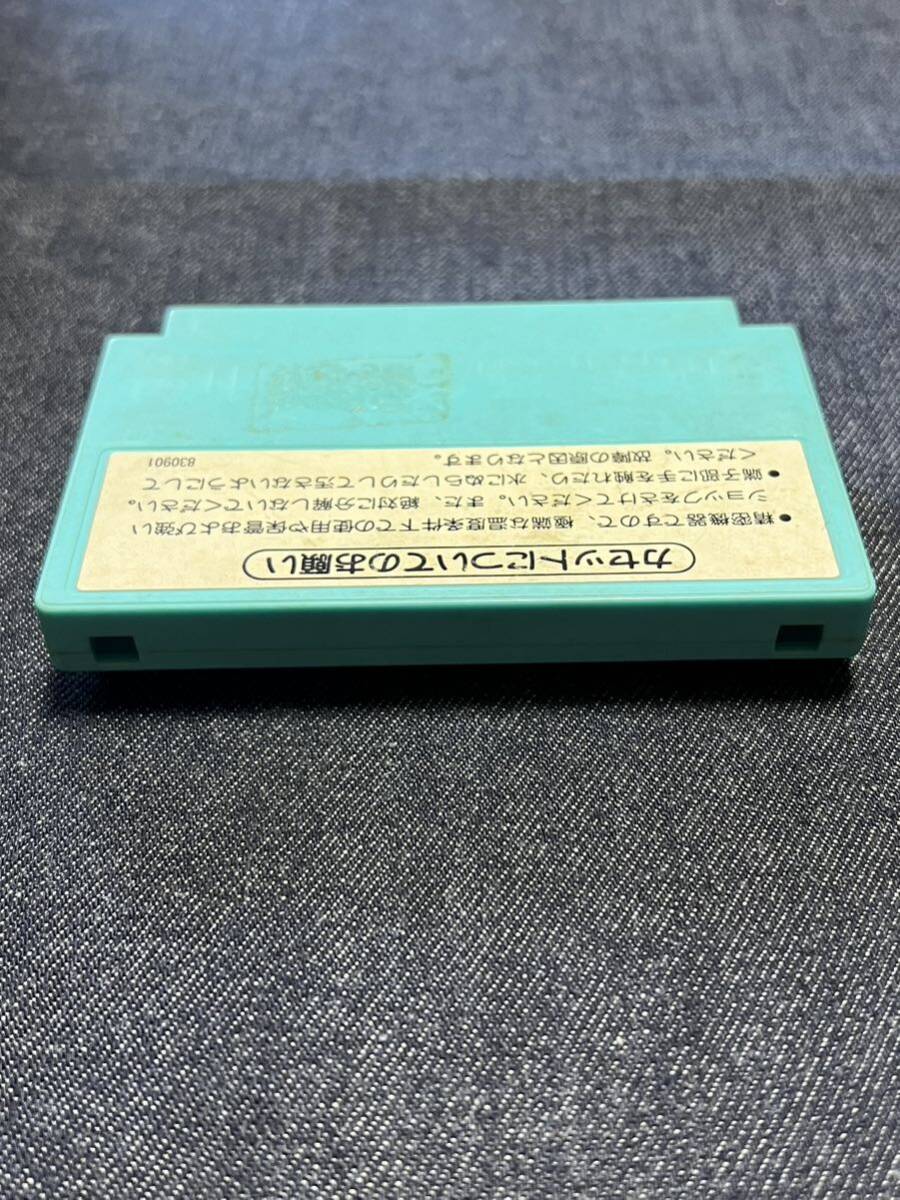 カセットについてのお願い
●精密機器ですので、極端な温度条件下での使用や保管および強い
ショックをさけてください。また、絶対に分解しないでください。
●端子部に手を触れたり、水にぬらしたりして汚さないようにして
ください。故障の原因となります。
830901